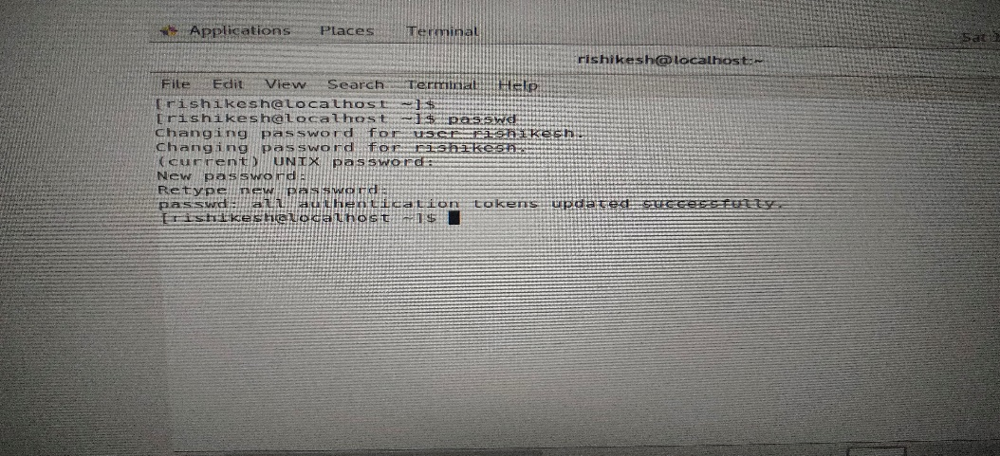 Applications Places Terminal Sat
rishikesh@localhost:~
File Edit View Search Terminal Help
[rishikesh@localhost ~]$
[rishikesh@localhost ~]$ passwd
Changing password for user rishikesh.
Changing password for rishikesh.
(current) UNIX password:
New password:
Retype new password:
passwd: all authentication tokens updated successfully.
[rishikesh@localhost ~]$